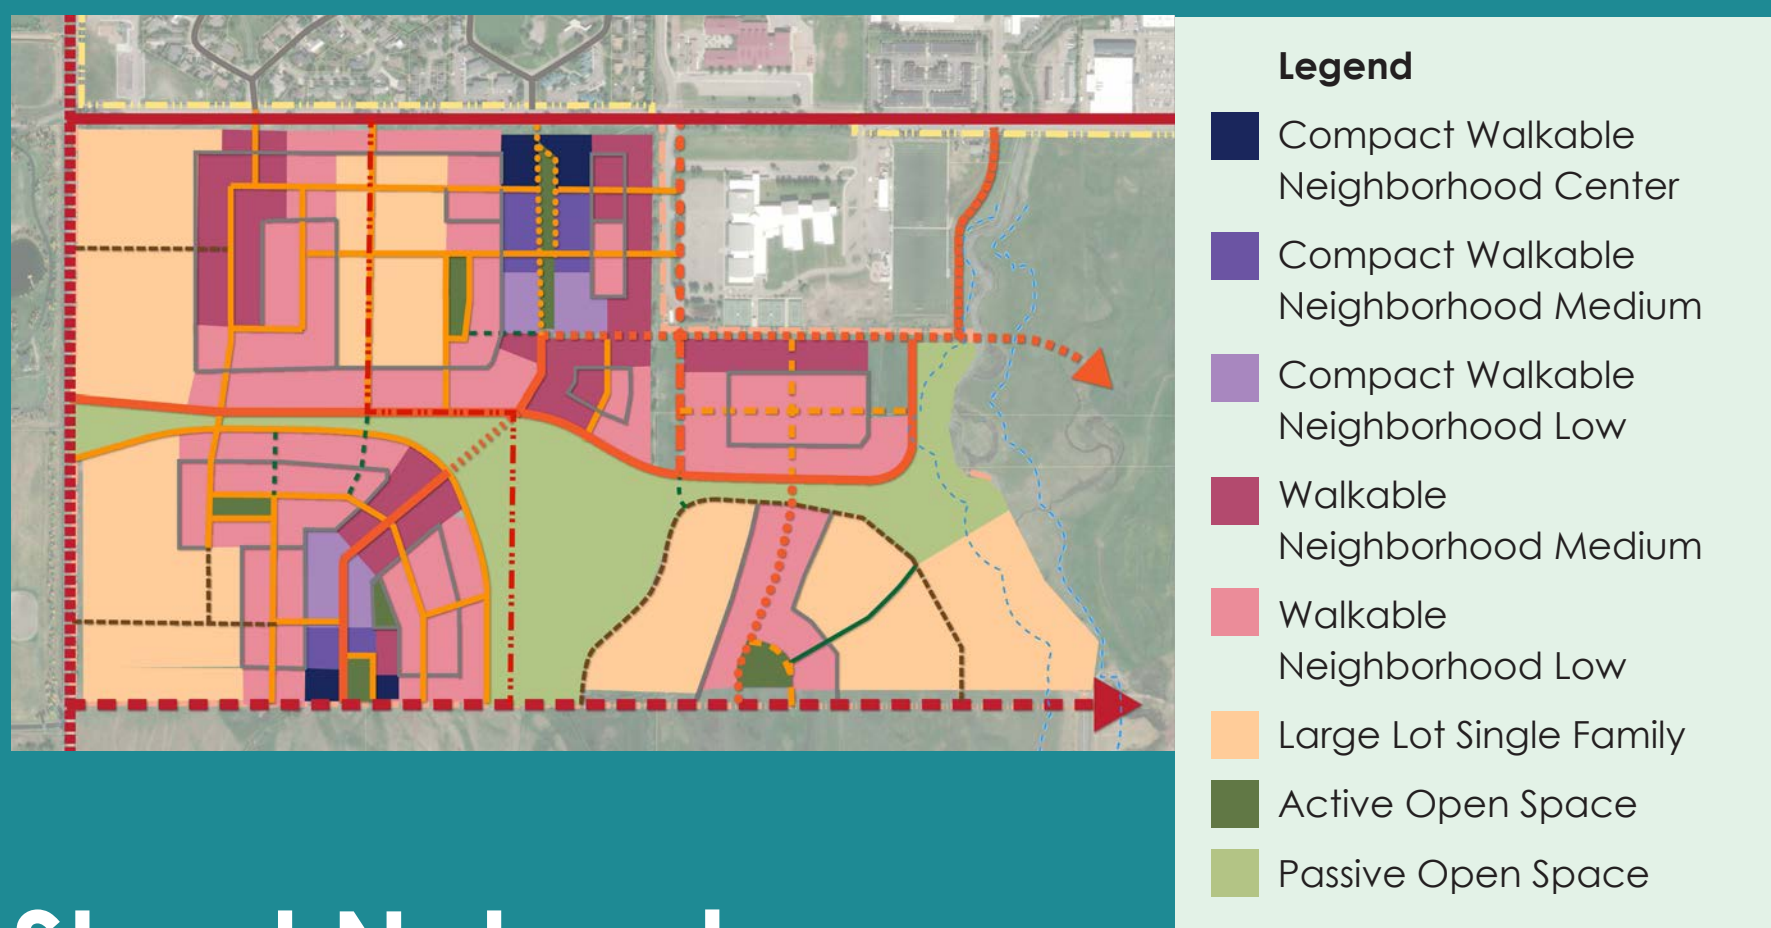 Legend
Compact Walkable
Neighborhood Center
Compact Walkable
Neighborhood Medium
Compact Walkable
Neighborhood Low
Walkable
Neighborhood Medium
Walkable
Neighborhood Low
Large Lot Single Family
Active Open Space
Passive Open Space